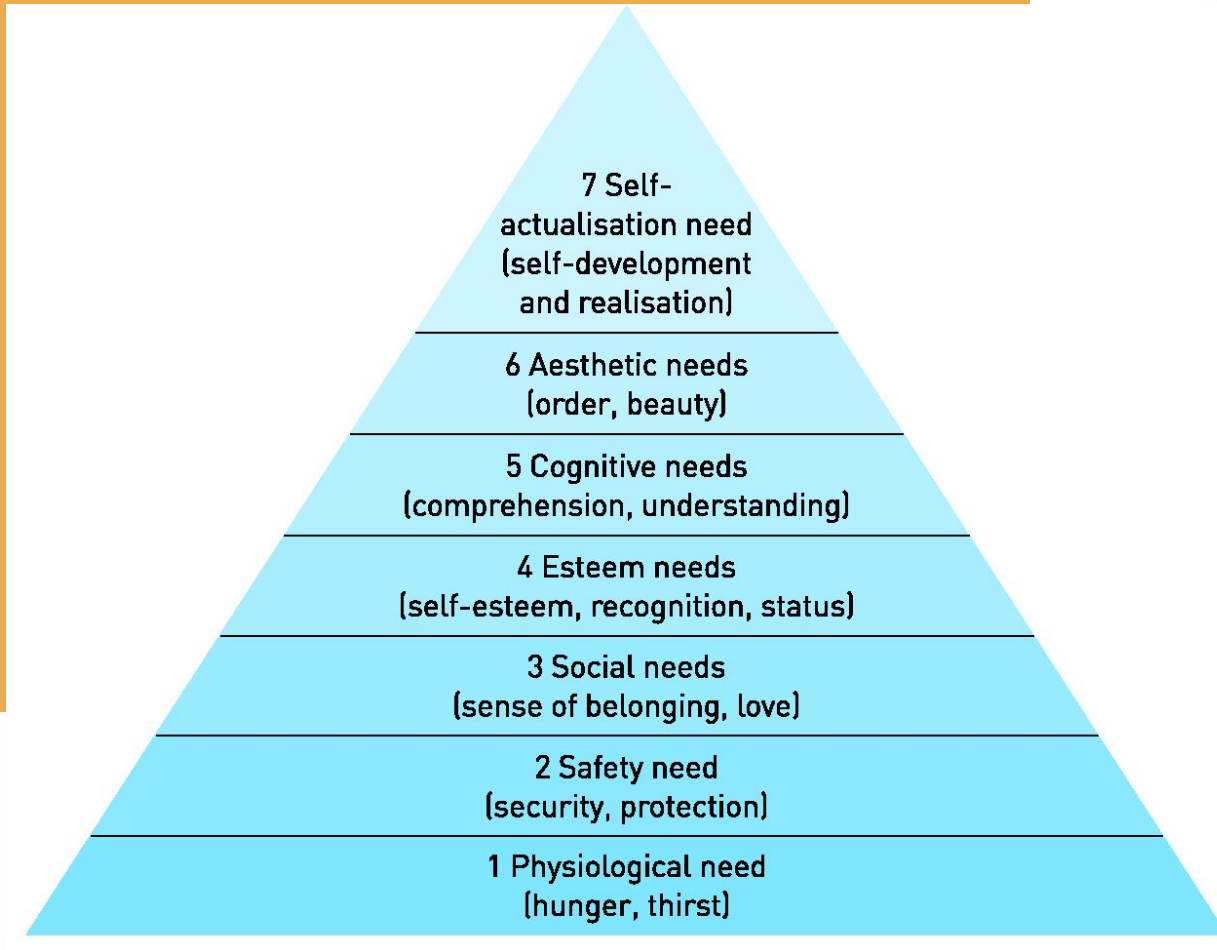 7 Self-
actualisation need
(self-development
and realisation)
6 Aesthetic needs
(order, beauty)
5 Cognitive needs
(comprehension, understanding)
4 Esteem needs
(self-esteem, recognition, status)
3 Social needs
(sense of belonging, love)
2 Safety need
(security, protection)
1 Physiological need
(hunger, thirst)